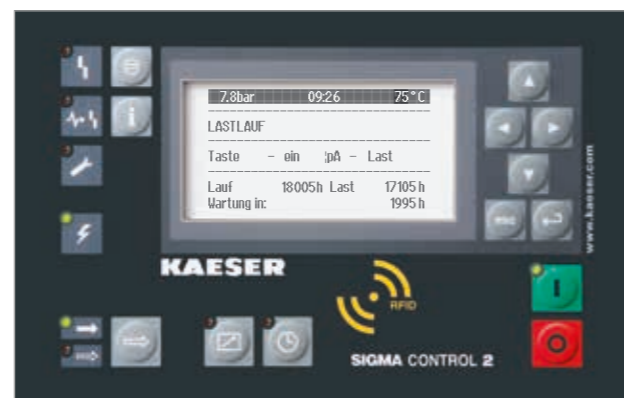 7.8bar 09:26 75°C
LASTLAUF
Taste - ein ¦pA - Last
Lauf 18005h Last 17105h
Wartung in: 1995h
esc
www.kaeser.com
KAESER
RFID
I
SIGMA CONTROL 2